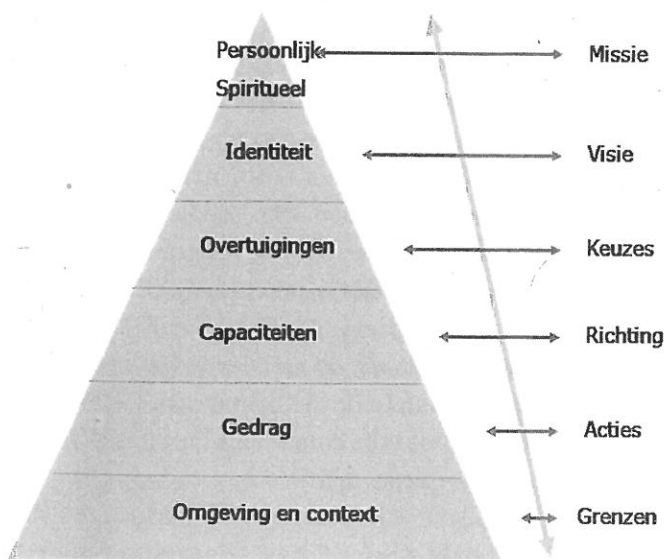 Persoonlijk
Missie
Spiritueel
Identiteit
Visie
Overtuigingen
Keuzes
Capaciteiten
Richting
Gedrag
Acties
Omgeving en context
Grenzen